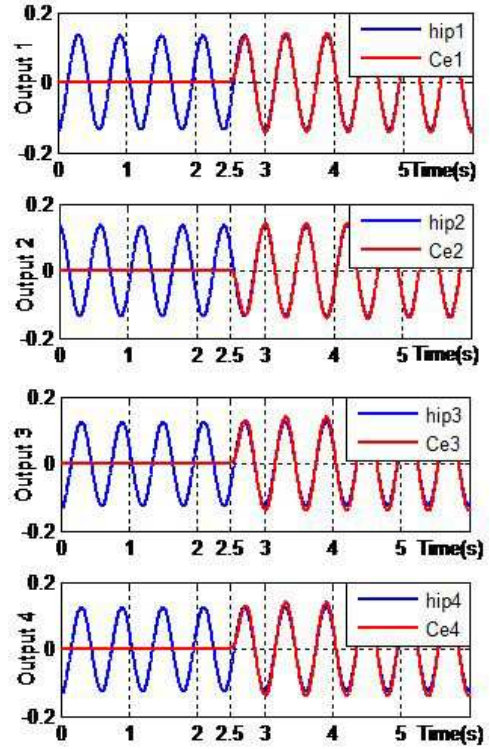 0.2
hip1
Ce1
Output 1
0
-0.2
0 1 2 2.5 3 4 5 Time(s)
0.2
hip2
Ce2
Output 2
0
-0.2
0 1 2 2.5 3 4 5 Time(s)
0.2
hip3
Ce3
Output 3
0
-0.2
0 1 2 2.5 3 4 5 Time(s)
0.2
hip4
Ce4
Output 4
0
-0.2
0 1 2 2.5 3 4 5 Time(s)